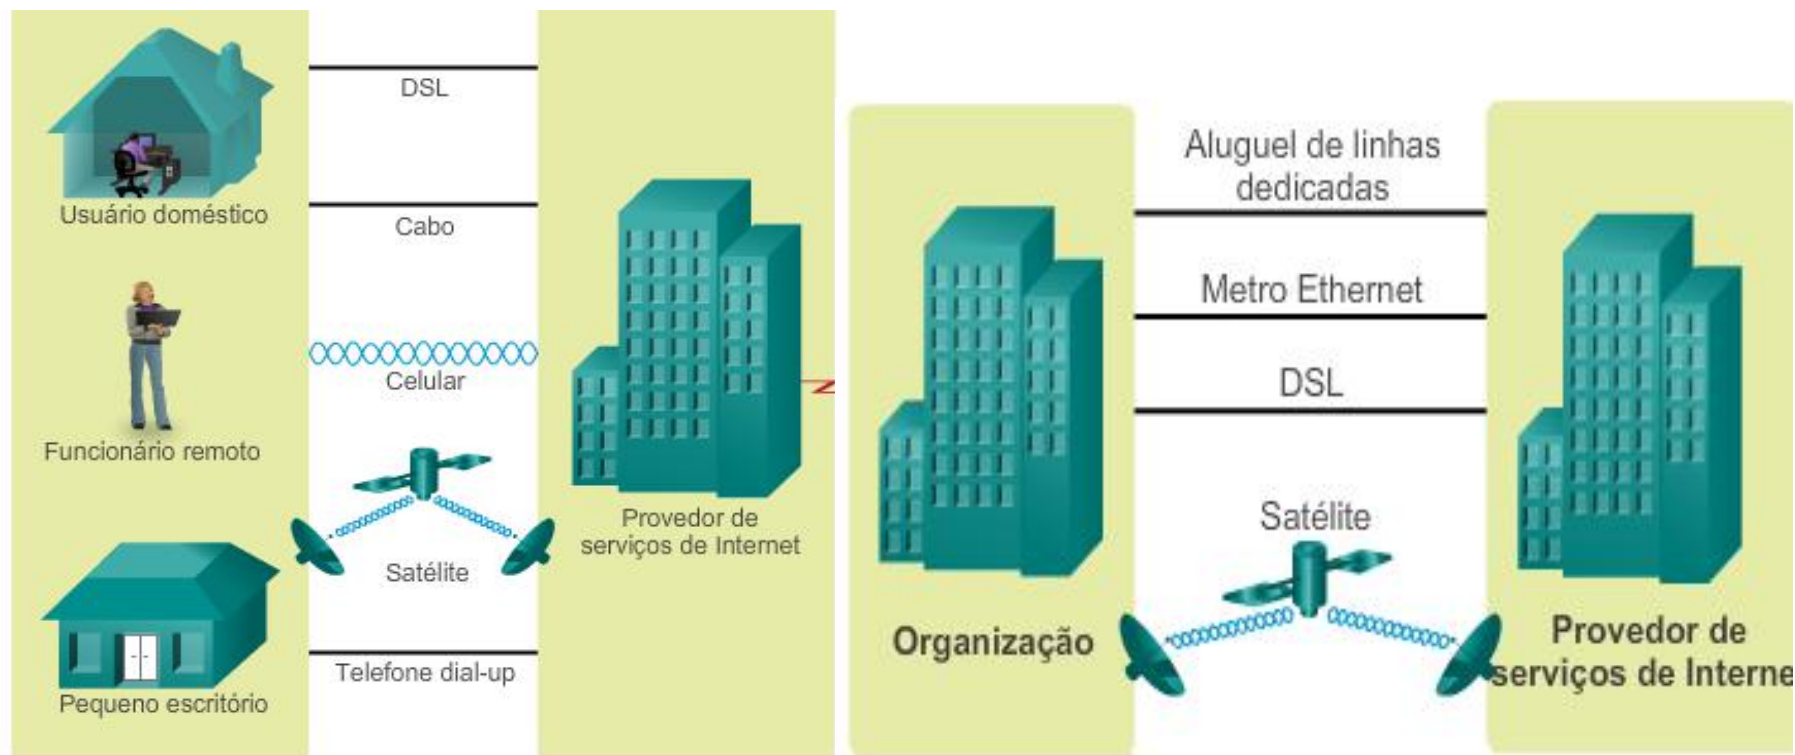 DSL
Usuário doméstico
Cabo
Celular
Funcionário remoto
Provedor de
serviços de Internet
Satélite
Telefone dial-up
Pequeno escritório
Aluguel de linhas
dedicadas
Metro Ethernet
DSL
Satélite
Organização
Provedor de
serviços de Interne